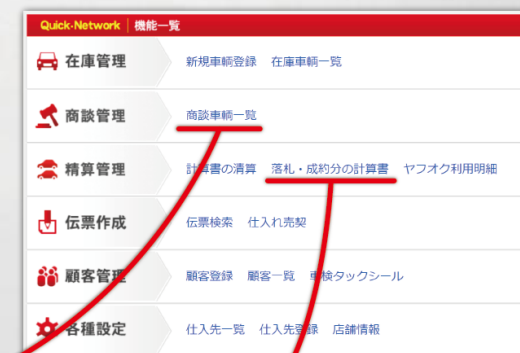 Quick-Network 機能一覧
在庫管理 新規車輌登録 在庫車輌一覧
商談管理 商談車輌一覧
精算管理 計算書の清算 落札・成約分の計算書 ヤフオク利用明細
伝票作成 伝票検索 仕入れ売契
顧客管理 顧客登録 顧客一覧 車検タックシール
各種設定 仕入先一覧 仕入先登録 店舗情報